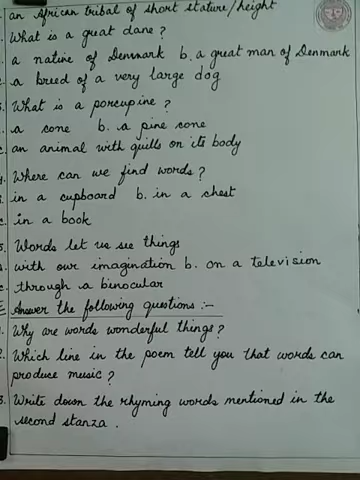 an African tribal of short stature/height
What is a great dane?
a native of Denmark b. a great man of Denmark
a breed of a very large dog
What is a porcupine?
a cone b. a pine cone
an animal with quills on its body
Where can we find words?
in a cupboard b. in a chest
in a book
Words let us see things
with our imagination b. on a television
through a binocular
Answer the following questions:-
Why are words wonderful things?
2. Which line in the poem tell you that words can
produce music?
3. Write down the rhyming words mentioned in the
second stanza.